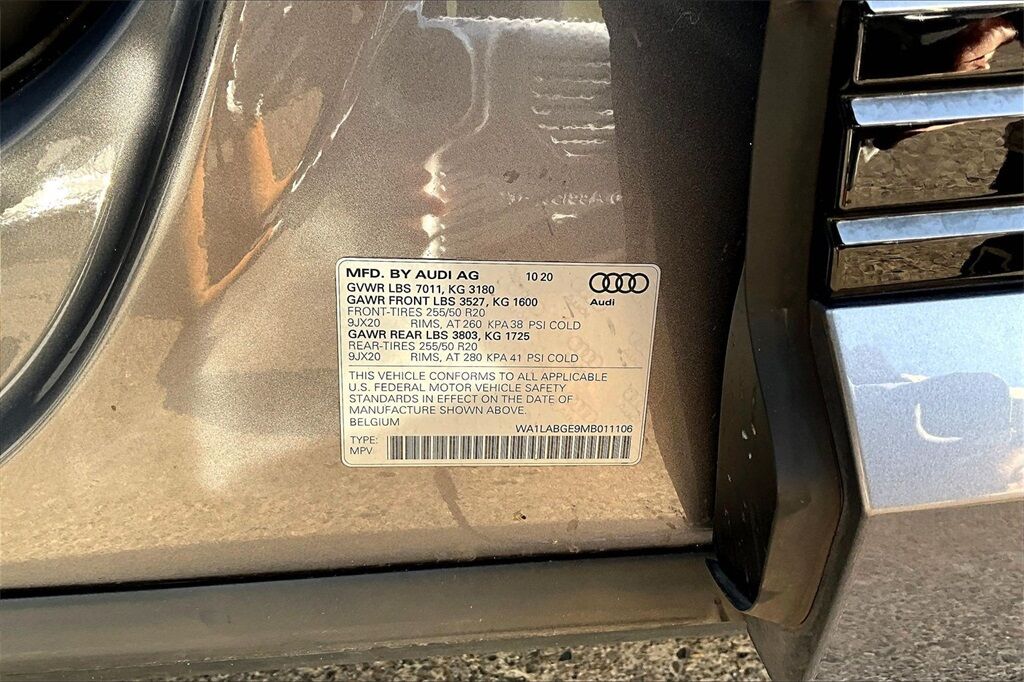 MFD. BY AUDI AG 10 20
GVWR LBS 7011, KG 3180
GAWR FRONT LBS 3527, KG 1600
Audi
FRONT-TIRES 255/50 R20
9JX20 RIMS, AT 260 KPA 38 PSI COLD
GAWR REAR LBS 3803, KG 1725
REAR-TIRES 255/50 R20
9JX20 RIMS, AT 280 KPA 41 PSI COLD
THIS VEHICLE CONFORMS TO ALL APPLICABLE
U.S. FEDERAL MOTOR VEHICLE SAFETY
STANDARDS IN EFFECT ON THE DATE OF
MANUFACTURE SHOWN ABOVE.
BELGIUM
WA1LABGE9MB011106
TYPE:
MPV